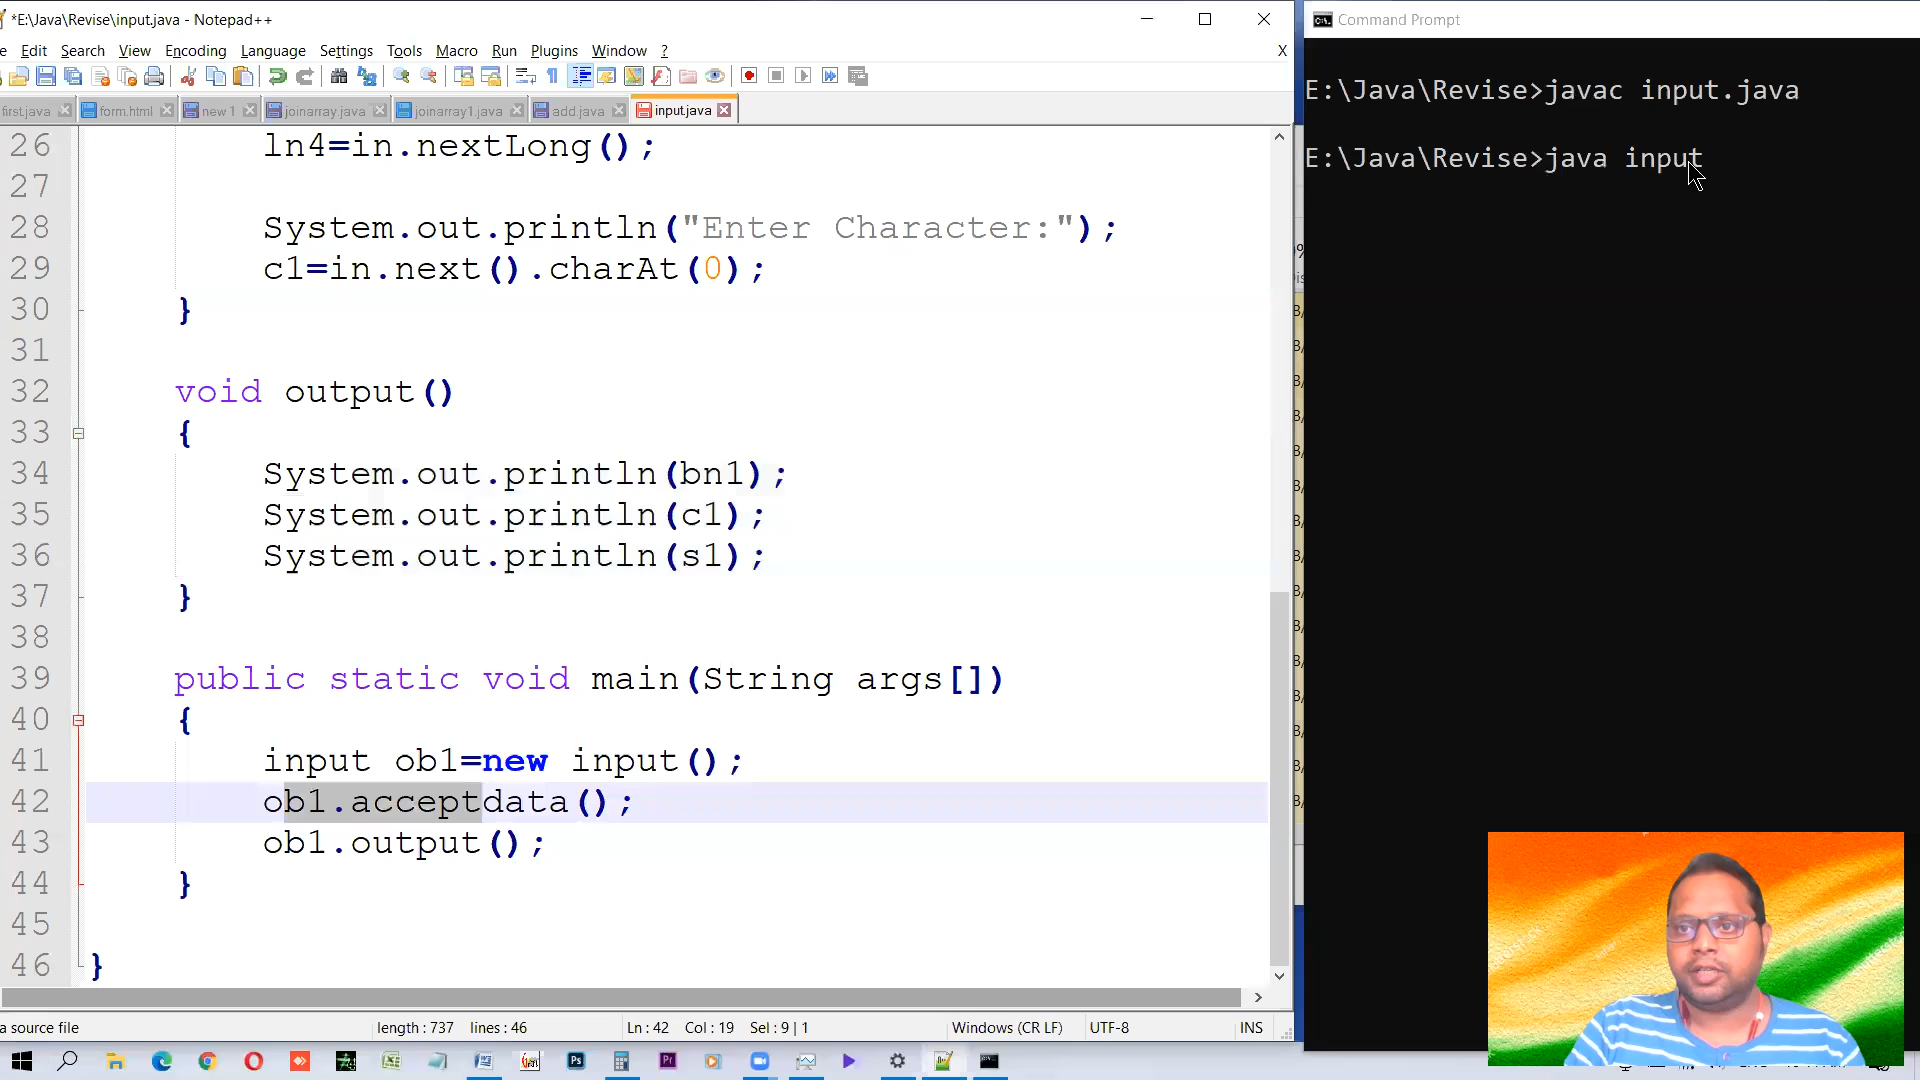 *E:\Java\Revise\input.java - Notepad++
Edit Search View Encoding Language Settings Tools Macro Run Plugins Window ? X
first.java form.html new 1 joinarray.java joinarray1.java add.java input.java
26 ln4=in.nextLong();
27
28 System.out.println("Enter Character:");
29 c1=in.next().charAt(0);
30 }
31
32 void output()
33 {
34 System.out.println(bn1);
35 System.out.println(c1);
36 System.out.println(s1);
37 }
38
39 public static void main(String args[])
40 {
41 input ob1=new input();
42 ob1.acceptdata();
43 ob1.output();
44 }
45
46 }
a source file length : 737 lines : 46 Ln : 42 Col : 19 Sel : 9 | 1 Windows (CR LF) UTF-8 INS
Command Prompt
E:\Java\Revise>javac input.java
E:\Java\Revise>java input